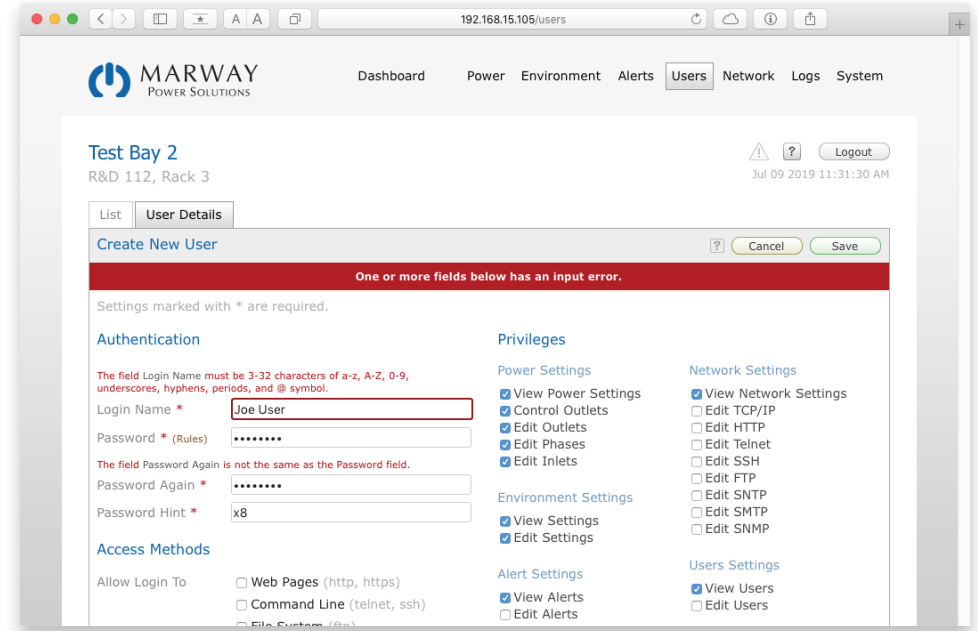 A A
192.168.15.105/users
MARWAY
POWER SOLUTIONS
Dashboard Power Environment Alerts Users Network Logs System
Test Bay 2
? Logout
R&D 112, Rack 3
Jul 09 2019 11:31:30 AM
List User Details
Create New User
? Cancel Save
One or more fields below has an input error.
Settings marked with * are required.
Authentication
The field Login Name must be 3-32 characters of a-z, A-Z, 0-9,
underscores, hyphens, periods, and @ symbol.
Login Name * Joe User
Password * (Rules) ••••••••
The field Password Again is not the same as the Password field.
Password Again * ••••••••
Password Hint * x8
Access Methods
Allow Login To
Web Pages (http, https)
Command Line (telnet, ssh)
File System (ftp)
Privileges
Power Settings
View Power Settings
Control Outlets
Edit Outlets
Edit Phases
Edit Inlets
Environment Settings
View Settings
Edit Settings
Alert Settings
View Alerts
Edit Alerts
Network Settings
View Network Settings
Edit TCP/IP
Edit HTTP
Edit Telnet
Edit SSH
Edit FTP
Edit SNTP
Edit SMTP
Edit SNMP
Users Settings
View Users
Edit Users